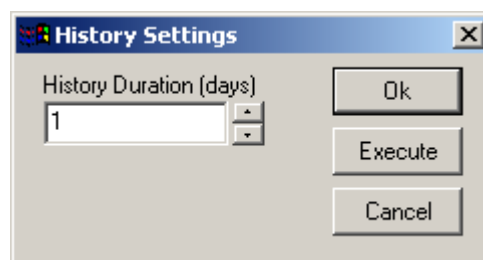 History Settings
History Duration (days)
1
Ok
Execute
Cancel